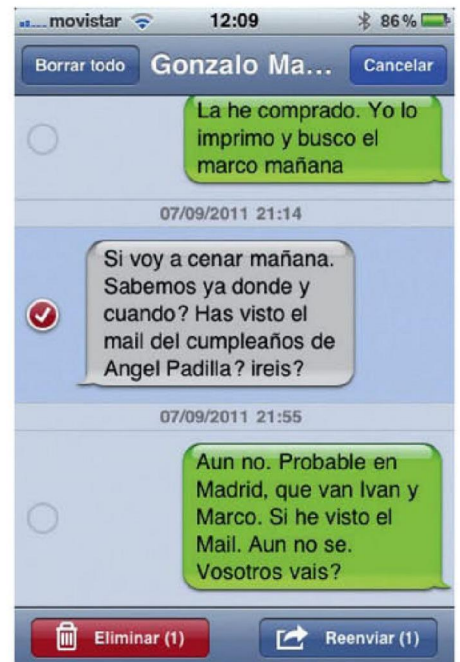 movistar 12:09 86 %
Borrar todo Gonzalo Ma... Cancelar
La he comprado. Yo lo
imprimo y busco el
marco mañana
07/09/2011 21:14
Si voy a cenar mañana.
Sabemos ya donde y
cuando? Has visto el
mail del cumpleaños de
Angel Padilla? ireis?
07/09/2011 21:55
Aun no. Probable en
Madrid, que van Ivan y
Marco. Si he visto el
Mail. Aun no se.
Vosotros vais?
Eliminar (1) Reenviar (1)